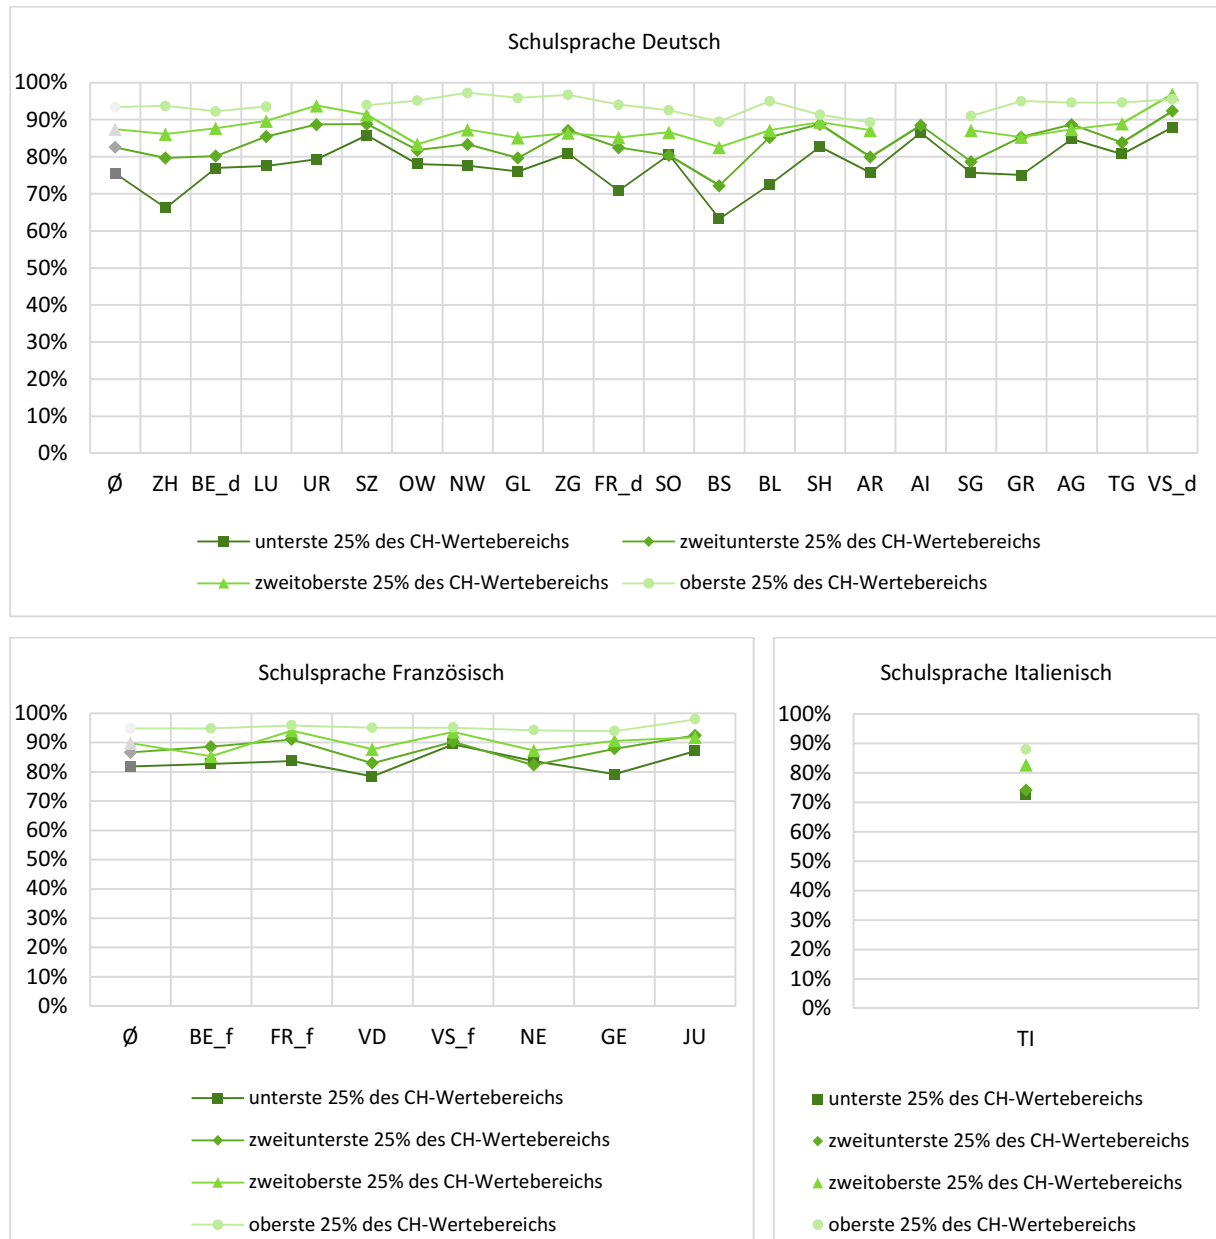 Schulsprache Deutsch
100%
90%
80%
70%
60%
50%
40%
30%
20%
10%
0%
Ø ZH BE_d LU UR SZ OW NW GL ZG FR_d SO BS BL SH AR AI SG GR AG TG VS_d
unterste 25% des CH-Wertebereichs zweitunterste 25% des CH-Wertebereichs
zweitoberste 25% des CH-Wertebereichs oberste 25% des CH-Wertebereichs
Schulsprache Französisch
100%
90%
80%
70%
60%
50%
40%
30%
20%
10%
0%
Ø BE_f FR_f VD VS_f NE GE JU
unterste 25% des CH-Wertebereichs
zweitunterste 25% des CH-Wertebereichs
zweitoberste 25% des CH-Wertebereichs
oberste 25% des CH-Wertebereichs
Schulsprache Italienisch
100%
90%
80%
70%
60%
50%
40%
30%
20%
10%
0%
TI
unterste 25% des CH-Wertebereichs
zweitunterste 25% des CH-Wertebereichs
zweitoberste 25% des CH-Wertebereichs
oberste 25% des CH-Wertebereichs